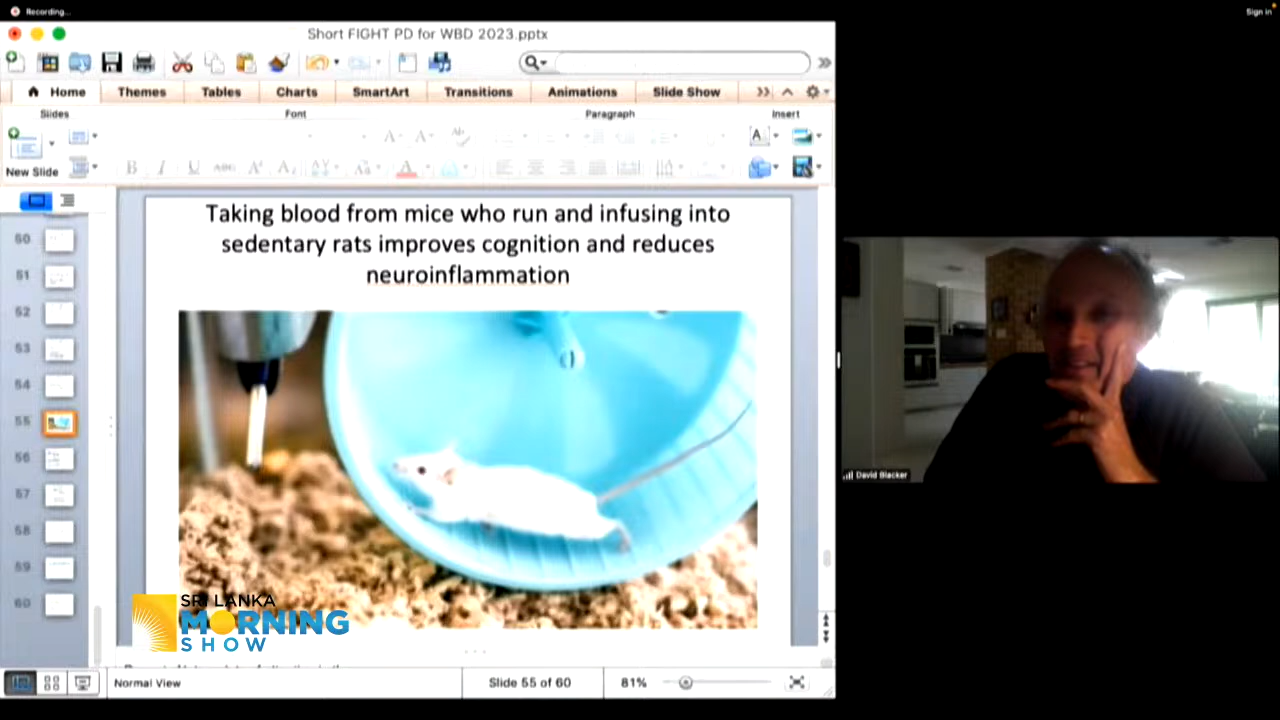 Recording...
Sign in
Short FIGHT PD for WBD 2023.pptx
Home Themes Tables Charts SmartArt Transitions Animations Slide Show
Slides Font Paragraph Insert
New Slide
Taking blood from mice who run and infusing into
sedentary rats improves cognition and reduces
neuroinflammation
50
51
52
53
54
55
56
57
58
59
60
David Blacker
SRI LANKA
MORNING
SHOW
Normal View Slide 55 of 60 81%